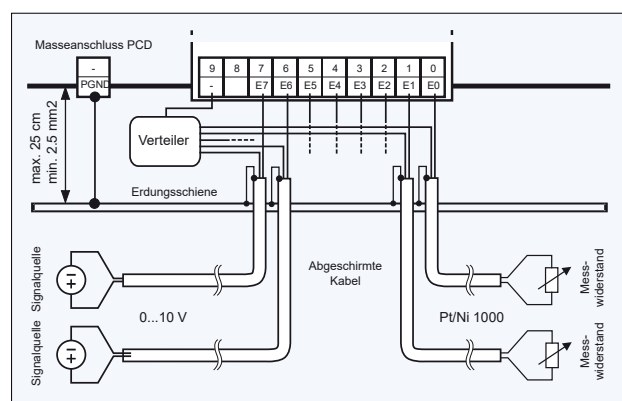 Masseanschluss PCD
-
PGND
9 8 7 6 5 4 3 2 1 0
- E7 E6 E5 E4 E3 E2 E1 E0
max. 25 cm
min. 2.5 mm2
Verteiler
Erdungsschiene
Signalquelle
0...10 V
Signalquelle
Abgeschirmte
Kabel
Pt/Ni 1000
Mess-
widerstand
Mess-
widerstand